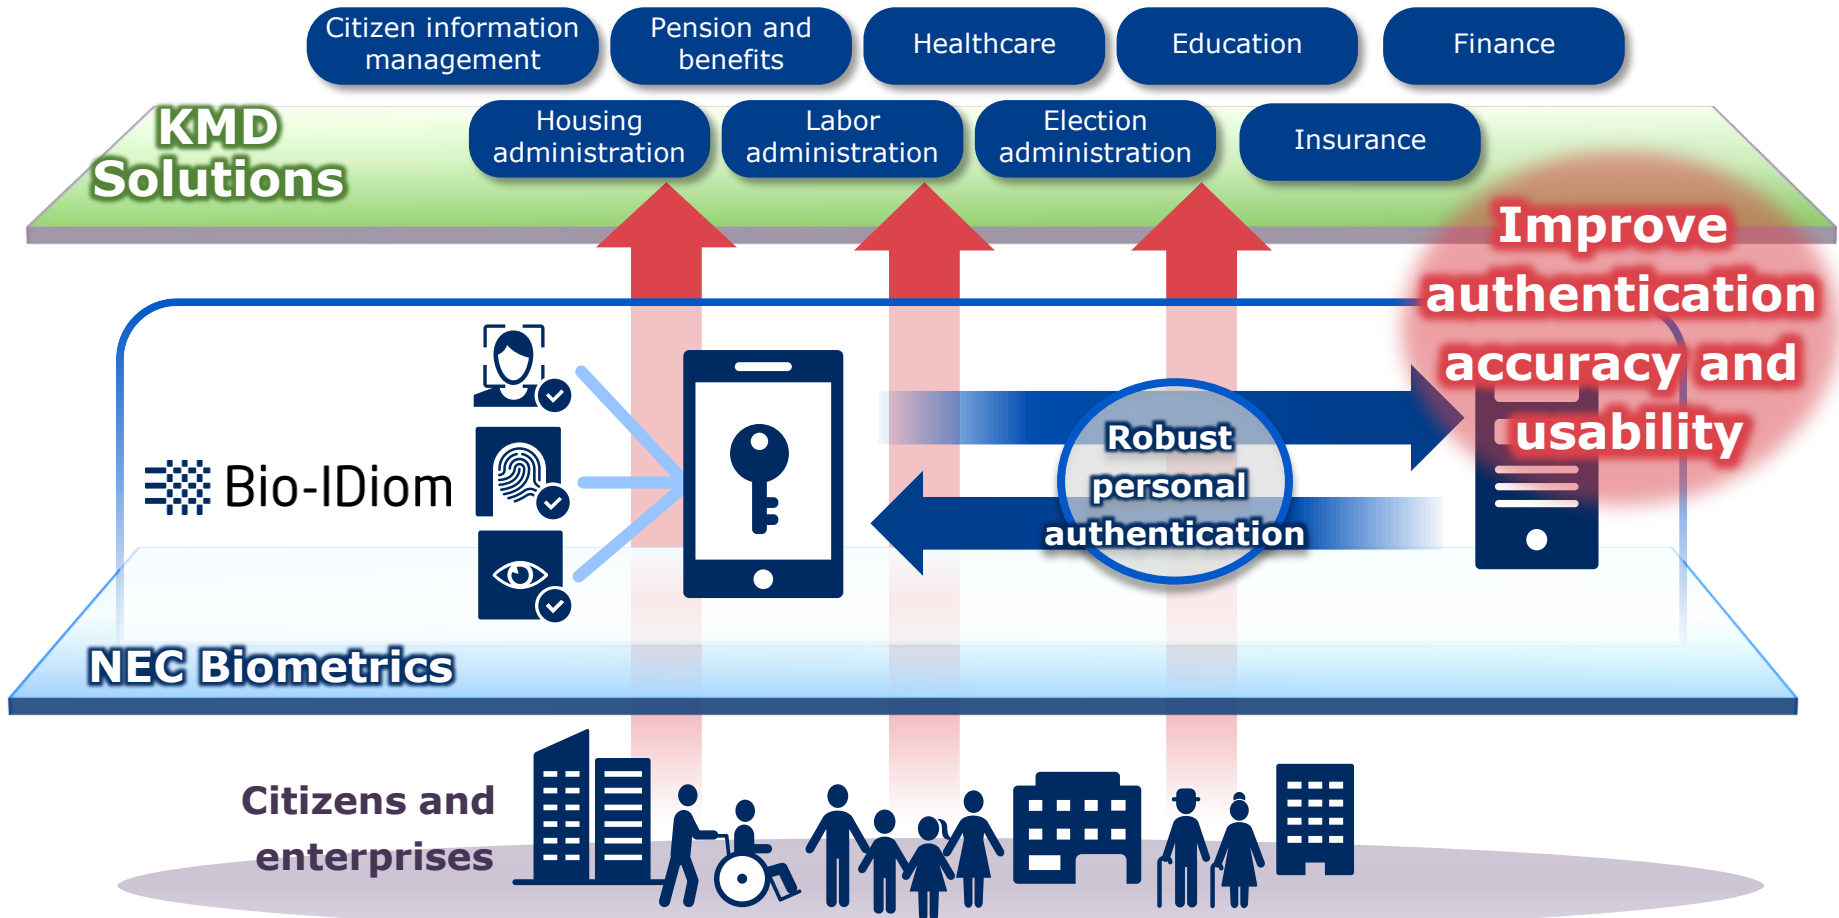 Citizen information
management
Pension and
benefits
Healthcare
Education
Finance
KMD
Solutions
Housing
administration
Labor
administration
Election
administration
Insurance
Improve
authentication
accuracy and
usability
Robust
personal
authentication
Bio-IDiom
NEC Biometrics
Citizens and
enterprises